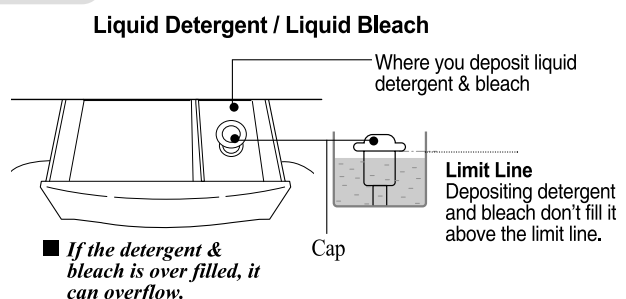 Liquid Detergent / Liquid Bleach
Where you deposit liquid
detergent & bleach
Limit Line
Depositing detergent
and bleach don't fill it
above the limit line.
Cap
■ If the detergent &
bleach is over filled, it
can overflow.